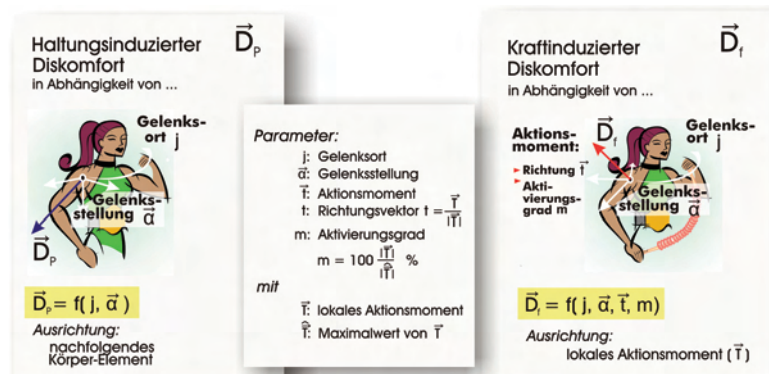 Haltungsinduzierter
Diskomfort
D⃗ₚ
in Abhängigkeit von ...
Gelenks-
ort j
Gelenks-
stellung α⃗
D⃗ₚ
D⃗ₚ = f( j, α⃗ )
Ausrichtung:
nachfolgendes
Körper-Element
Parameter:
j: Gelenksort
α⃗: Gelenksstellung
t⃗: Aktionsmoment
t: Richtungsvektor t = T⃗ / |T⃗|
m: Aktivierungsgrad
m = 100 |T⃗| / |T̂⃗| %
mit
T⃗: lokales Aktionsmoment
T̂⃗: Maximalwert von T⃗
Kraftinduzierter
Diskomfort
D⃗f
in Abhängigkeit von ...
Aktions-
moment:
Richtung t⃗
Akti-
vierungs-
grad m
D⃗f
Gelenks-
ort j
Gelenks-
stellung α⃗
D⃗f = f( j, α⃗, t⃗, m)
Ausrichtung:
lokales Aktionsmoment ( T⃗ )